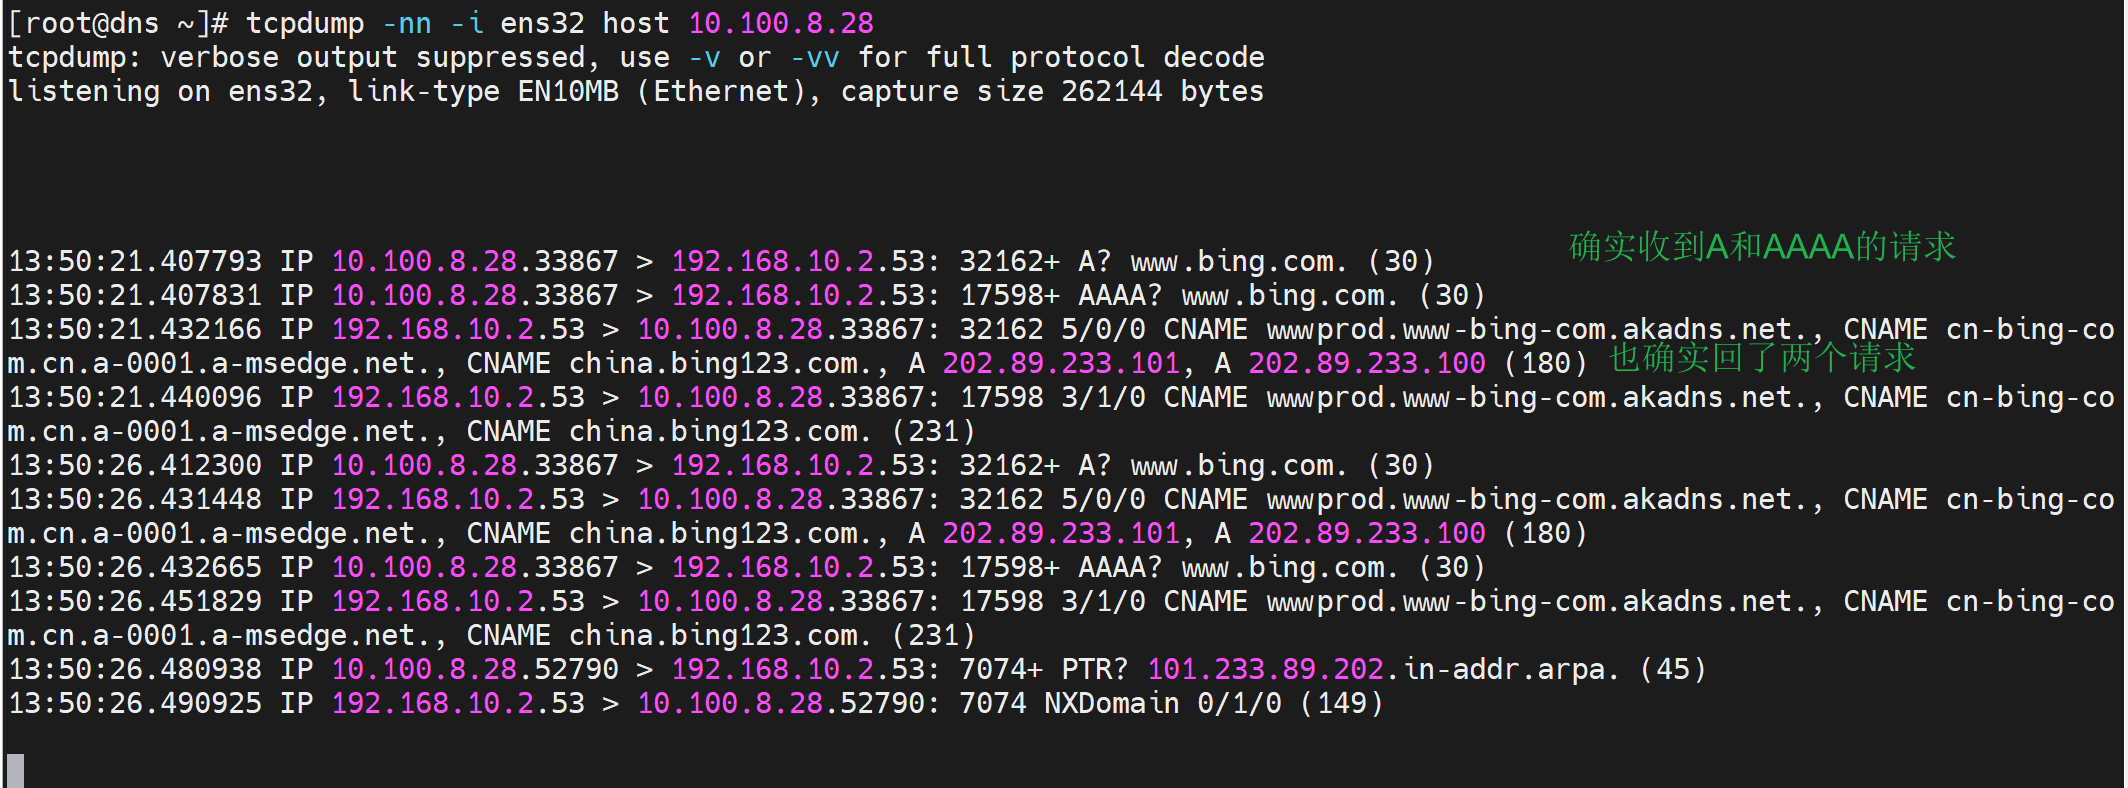 [root@dns ~]# tcpdump -nn -i ens32 host 10.100.8.28
tcpdump: verbose output suppressed, use -v or -vv for full protocol decode
listening on ens32, link-type EN10MB (Ethernet), capture size 262144 bytes
确实收到A和AAAA的请求
13:50:21.407793 IP 10.100.8.28.33867 > 192.168.10.2.53: 32162+ A? www.bing.com. (30)
13:50:21.407831 IP 10.100.8.28.33867 > 192.168.10.2.53: 17598+ AAAA? www.bing.com. (30)
13:50:21.432166 IP 192.168.10.2.53 > 10.100.8.28.33867: 32162 5/0/0 CNAME wwwprod.www-bing-com.akadns.net., CNAME cn-bing-co
m.cn.a-0001.a-msedge.net., CNAME china.bing123.com., A 202.89.233.101, A 202.89.233.100 (180) 也确实回了两个请求
13:50:21.440096 IP 192.168.10.2.53 > 10.100.8.28.33867: 17598 3/1/0 CNAME wwwprod.www-bing-com.akadns.net., CNAME cn-bing-co
m.cn.a-0001.a-msedge.net., CNAME china.bing123.com. (231)
13:50:26.412300 IP 10.100.8.28.33867 > 192.168.10.2.53: 32162+ A? www.bing.com. (30)
13:50:26.431448 IP 192.168.10.2.53 > 10.100.8.28.33867: 32162 5/0/0 CNAME wwwprod.www-bing-com.akadns.net., CNAME cn-bing-co
m.cn.a-0001.a-msedge.net., CNAME china.bing123.com., A 202.89.233.101, A 202.89.233.100 (180)
13:50:26.432665 IP 10.100.8.28.33867 > 192.168.10.2.53: 17598+ AAAA? www.bing.com. (30)
13:50:26.451829 IP 192.168.10.2.53 > 10.100.8.28.33867: 17598 3/1/0 CNAME wwwprod.www-bing-com.akadns.net., CNAME cn-bing-co
m.cn.a-0001.a-msedge.net., CNAME china.bing123.com. (231)
13:50:26.480938 IP 10.100.8.28.52790 > 192.168.10.2.53: 7074+ PTR? 101.233.89.202.in-addr.arpa. (45)
13:50:26.490925 IP 192.168.10.2.53 > 10.100.8.28.52790: 7074 NXDomain 0/1/0 (149)